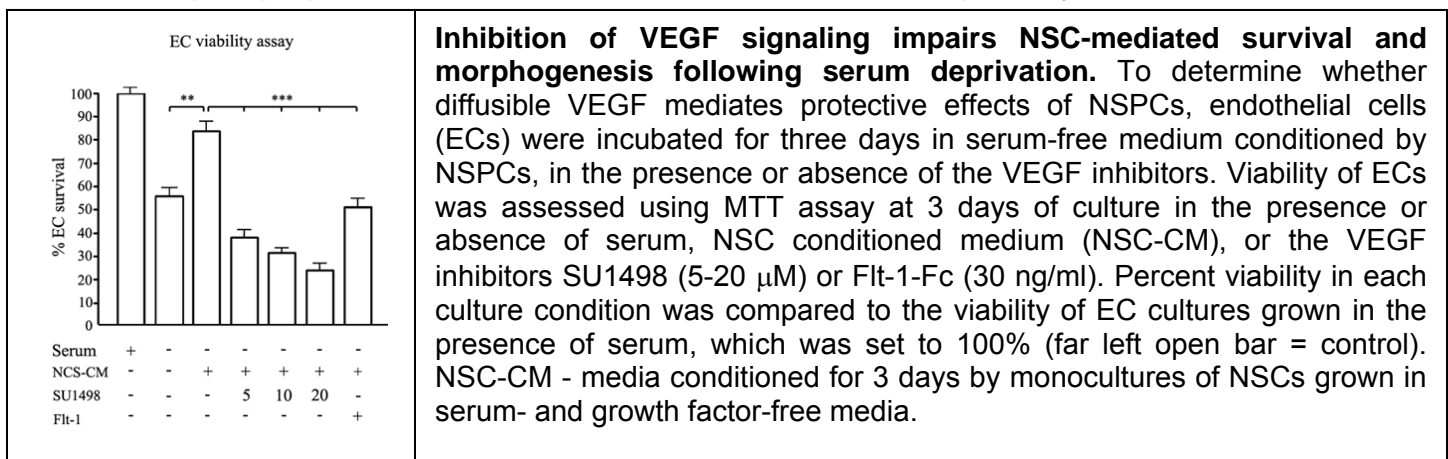 EC viability assay
** ***
100
90
80
70
60
50
40
30
20
10
0
% EC survival
Serum + - - - - - -
NCS-CM - - + + + + +
SU1498 - - - 5 10 20 -
Flt-1 - - - - - - +
Inhibition of VEGF signaling impairs NSC-mediated survival and
morphogenesis following serum deprivation. To determine whether
diffusible VEGF mediates protective effects of NSPCs, endothelial cells
(ECs) were incubated for three days in serum-free medium conditioned by
NSPCs, in the presence or absence of the VEGF inhibitors. Viability of ECs
was assessed using MTT assay at 3 days of culture in the presence or
absence of serum, NSC conditioned medium (NSC-CM), or the VEGF
inhibitors SU1498 (5-20 μM) or Flt-1-Fc (30 ng/ml). Percent viability in each
culture condition was compared to the viability of EC cultures grown in the
presence of serum, which was set to 100% (far left open bar = control).
NSC-CM - media conditioned for 3 days by monocultures of NSCs grown in
serum- and growth factor-free media.